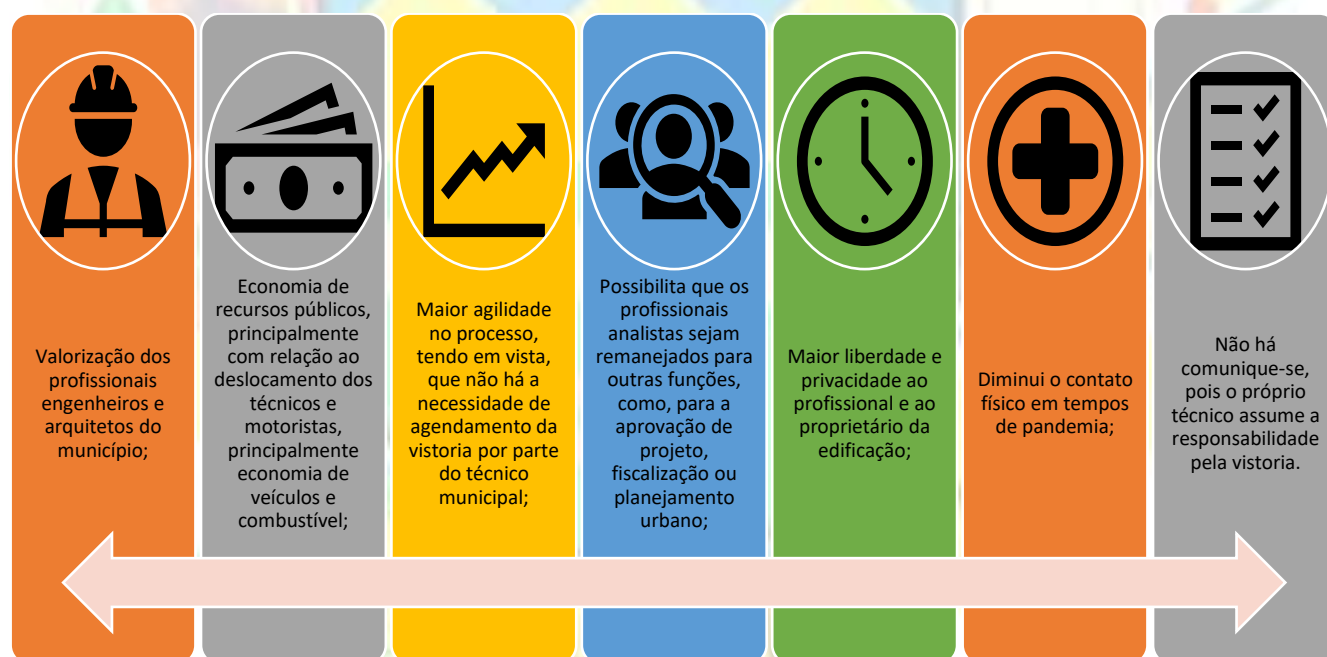 Valorização dos
profissionais
engenheiros e
arquitetos do
município;
Economia de
recursos públicos,
principalmente
com relação ao
deslocamento dos
técnicos e
motoristas,
principalmente
economia de
veículos e
combustível;
Maior agilidade
no processo,
tendo em vista,
que não há a
necessidade de
agendamento da
vistoria por parte
do técnico
municipal;
Possibilita que os
profissionais
analistas sejam
remanejados para
outras funções,
como, para a
aprovação de
projeto,
fiscalização ou
planejamento
urbano;
Maior liberdade e
privacidade ao
profissional e ao
proprietário da
edificação;
Diminui o contato
físico em tempos
de pandemia;
Não há
comunique-se,
pois o próprio
técnico assume a
responsabilidade
pela vistoria.